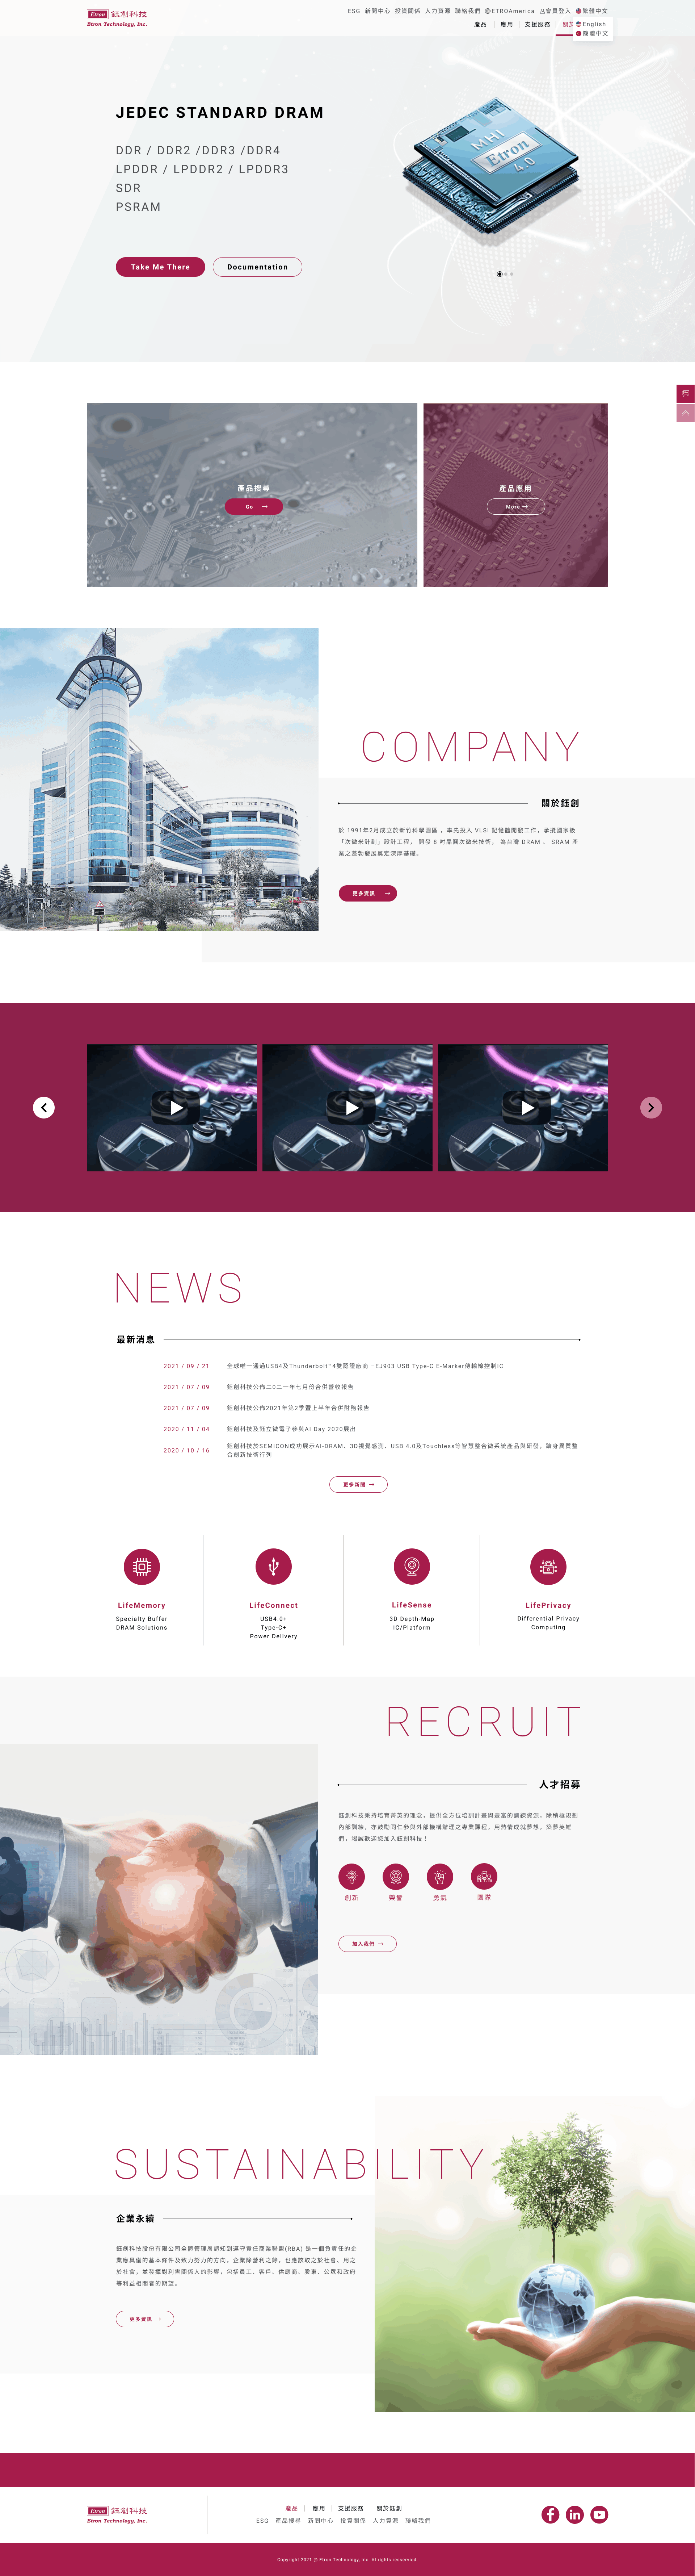 Etron 鈺創科技
Etron Technology, Inc.
ESG 新聞中心 投資關係 人力資源 聯絡我們 ETROAmerica 會員登入 繁體中文
產品 應用 支援服務 關於
English
簡體中文
JEDEC STANDARD DRAM
DDR / DDR2 /DDR3 /DDR4
LPDDR / LPDDR2 / LPDDR3
SDR
PSRAM
Take Me There
Documentation
MHI
Etron
4.0
產品搜尋
Go
產品應用
More
COMPANY
關於鈺創
於 1991年2月成立於新竹科學園區 ，率先投入 VLSI 記憶體開發工作，承攬國家級
「次微米計劃」設計工程， 開發 8 吋晶圓次微米技術， 為台灣 DRAM 、 SRAM 產
業之蓬勃發展奠定深厚基礎。
更多資訊
NEWS
最新消息
2021 / 09 / 21 全球唯一通過USB4及Thunderbolt™4雙認證廠商 –EJ903 USB Type-C E-Marker傳輸線控制IC
2021 / 07 / 09 鈺創科技公佈二0二一年七月份合併營收報告
2021 / 07 / 09 鈺創科技公佈2021年第2季暨上半年合併財務報告
2020 / 11 / 04 鈺創科技及鈺立微電子參與AI Day 2020展出
2020 / 10 / 16 鈺創科技於SEMICON成功展示AI-DRAM、3D視覺感測、USB 4.0及Touchless等智慧整合微系統產品與研發，躋身異質整
合創新技術行列
更多新聞
LifeMemory
Specialty Buffer
DRAM Solutions
LifeConnect
USB4.0+
Type-C+
Power Delivery
LifeSense
3D Depth-Map
IC/Platform
LifePrivacy
Differential Privacy
Computing
RECRUIT
人才招募
鈺創科技秉持培育菁英的理念，提供全方位培訓計畫與豐富的訓練資源，除積極規劃
內部訓練，亦鼓勵同仁參與外部機構辦理之專業課程，用熱情成就夢想，築夢英雄
們，竭誠歡迎您加入鈺創科技！
創新
榮譽
勇氣
團隊
加入我們
SUSTAINABILITY
企業永續
鈺創科技股份有限公司全體管理層認知到遵守責任商業聯盟(RBA) 是一個負責任的企
業應具備的基本條件及致力努力的方向，企業除營利之餘，也應該取之於社會、用之
於社會，並發揮對利害關係人的影響，包括員工、客戶、供應商、股東、公眾和政府
等利益相關者的期望。
更多資訊
Etron 鈺創科技
Etron Technology, Inc.
產品 應用 支援服務 關於鈺創
ESG 產品搜尋 新聞中心 投資關係 人力資源 聯絡我們
Copyright 2021 @ Etron Technology, Inc. Al rights resserved.